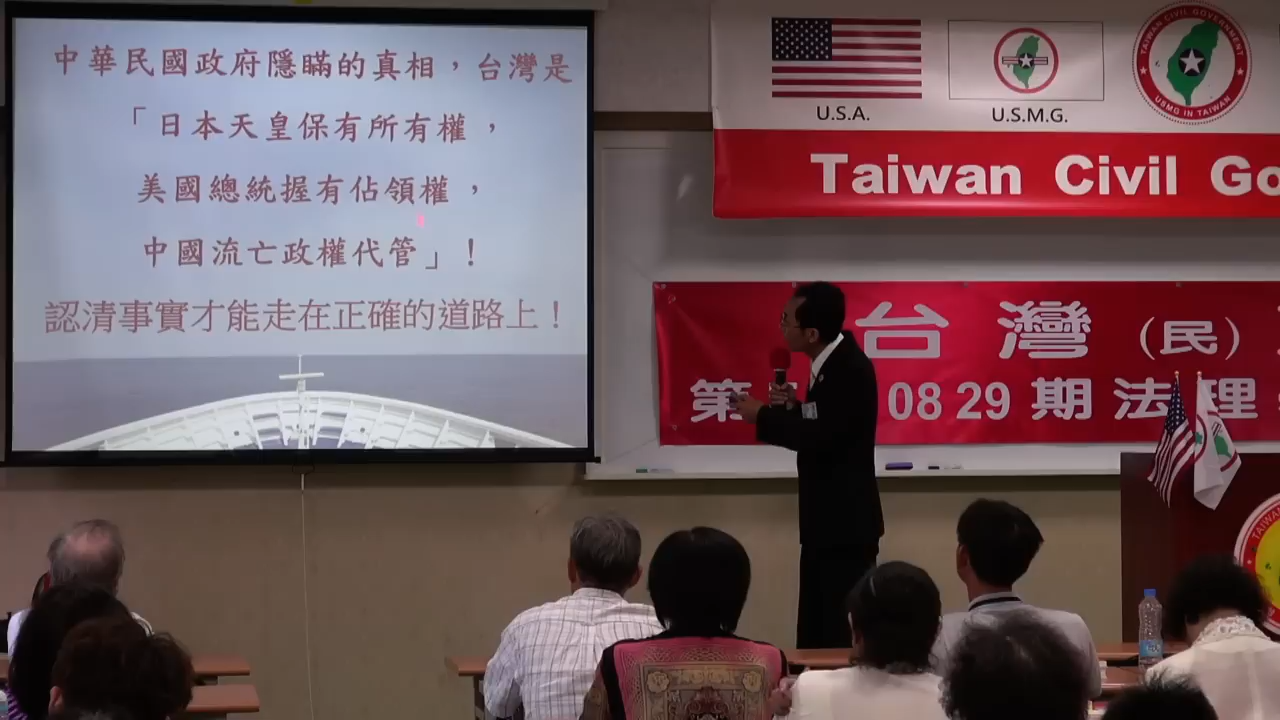 中華民國政府隱瞞的真相，台灣是
「日本天皇保有所有權，
美國總統握有佔領權，
中國流亡政權代管」！
認清事實才能走在正確的道路上！
U.S.A.
U.S.M.G.
TAIWAN CIVIL GOVERNMENT
USMG IN TAIWAN
Taiwan Civil Go
台灣（民）
第 08 29 期法理